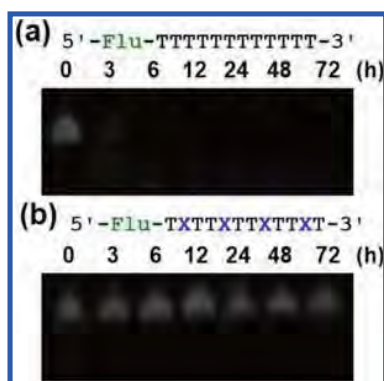 (a) 5'-Flu-TTTTTTTTTTTT-3'
0 3 6 12 24 48 72 (h)
(b) 5'-Flu-TXTTXTTXTTXT-3'
0 3 6 12 24 48 72 (h)